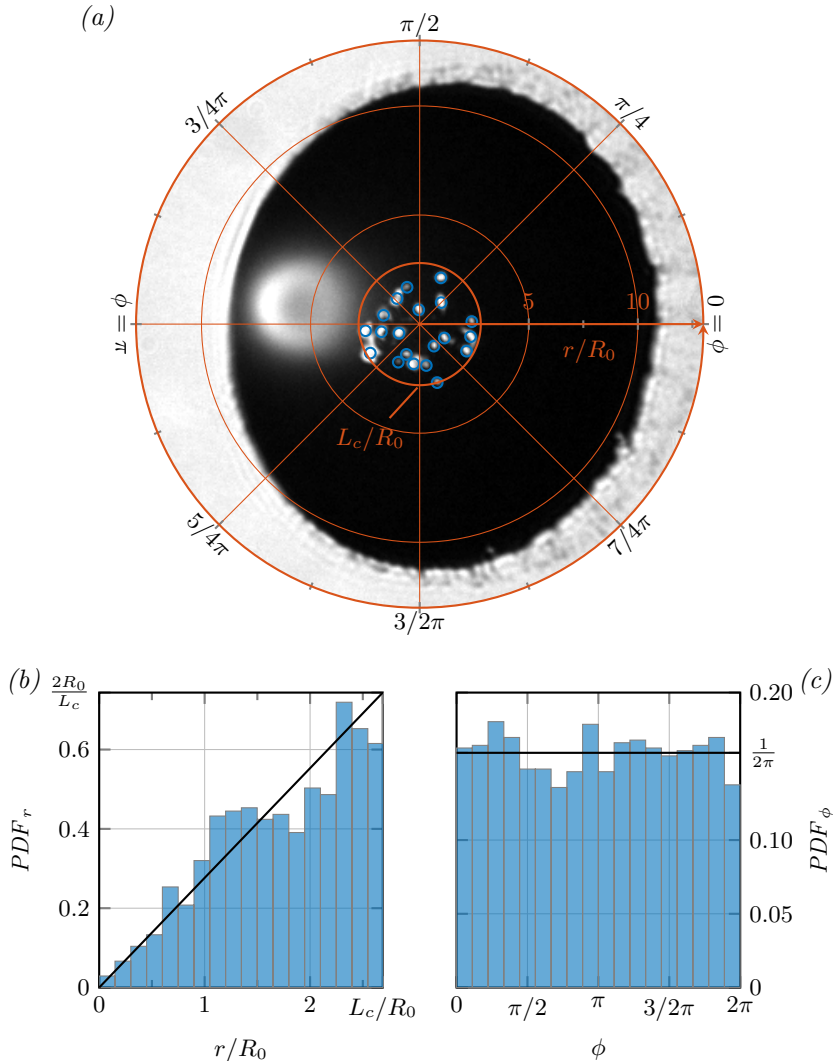 (a)
π/2
3/4π
π/4
φ = π
5
10
φ = 0
r/R₀
L_c/R₀
5/4π
7/4π
3/2π
(b)
2R₀/L_c
0.6
0.4
0.2
0
PDF_r
0
1
2
L_c/R₀
r/R₀
(c)
0.20
1/2π
0.10
0.05
0
PDF_φ
0
π/2
π
3/2π
2π
φ